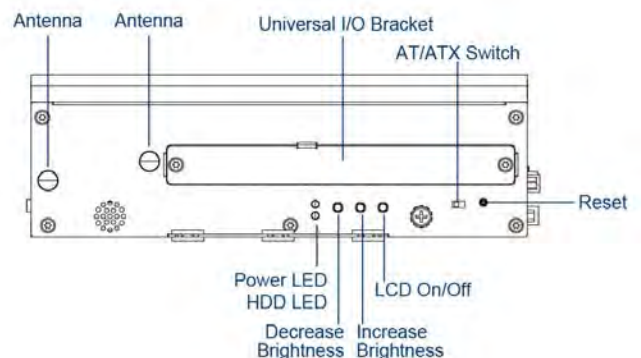 Antenna
Antenna
Universal I/O Bracket
AT/ATX Switch
Reset
Power LED
HDD LED
LCD On/Off
Decrease
Brightness
Increase
Brightness